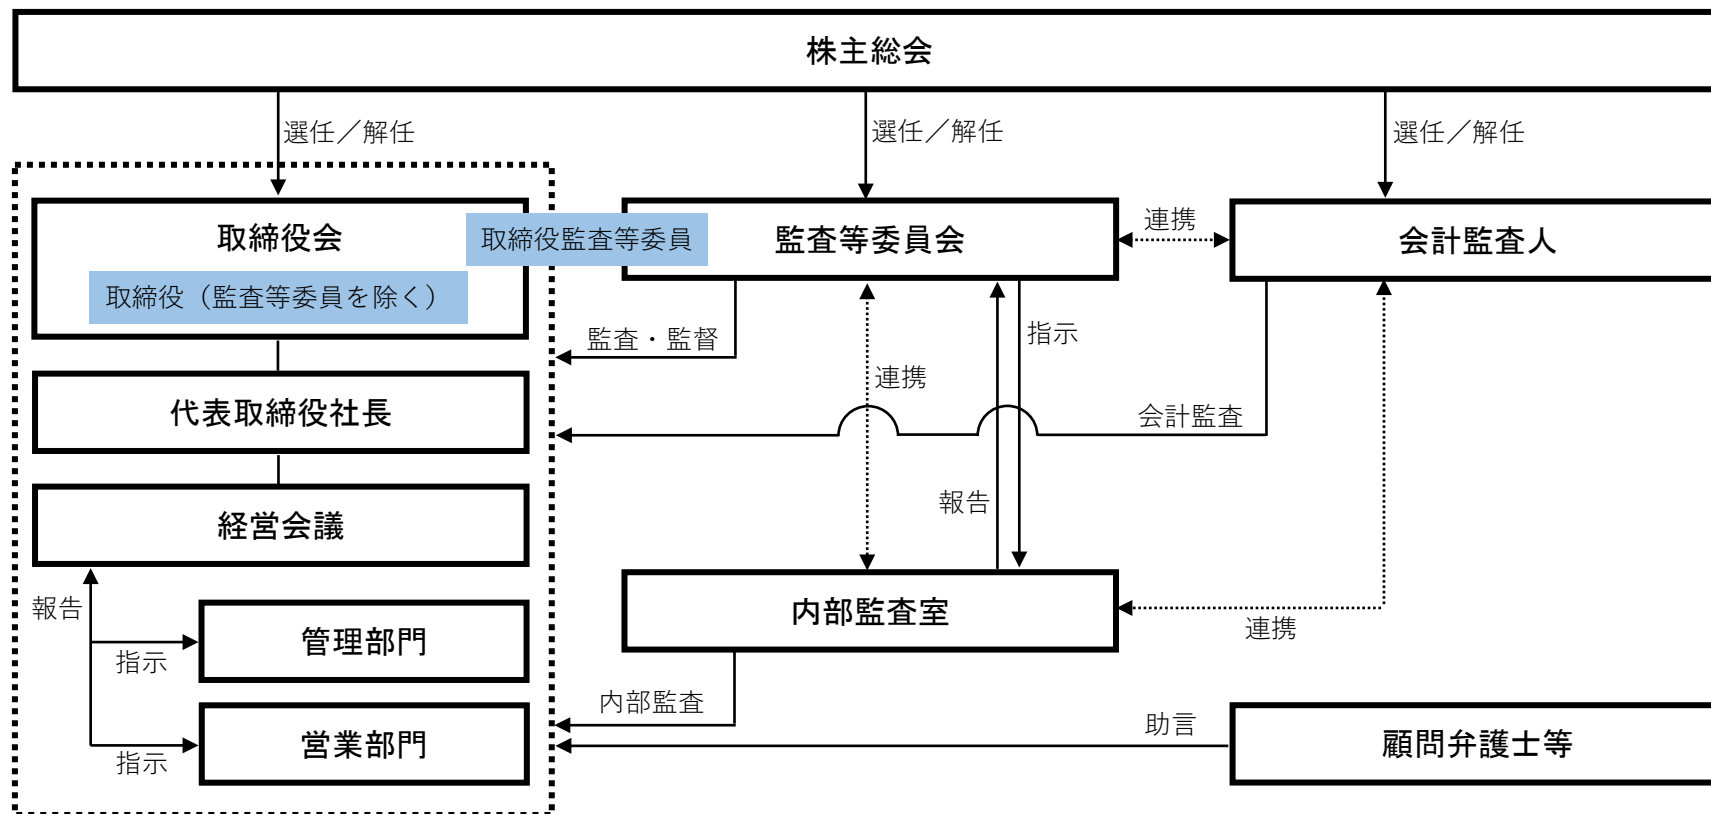 株主総会
選任／解任
選任／解任
選任／解任
取締役会
取締役監査等委員
監査等委員会
連携
会計監査人
取締役（監査等委員を除く）
監査・監督
指示
連携
代表取締役社長
会計監査
経営会議
報告
報告
管理部門
指示
内部監査室
連携
内部監査
営業部門
指示
助言
顧問弁護士等